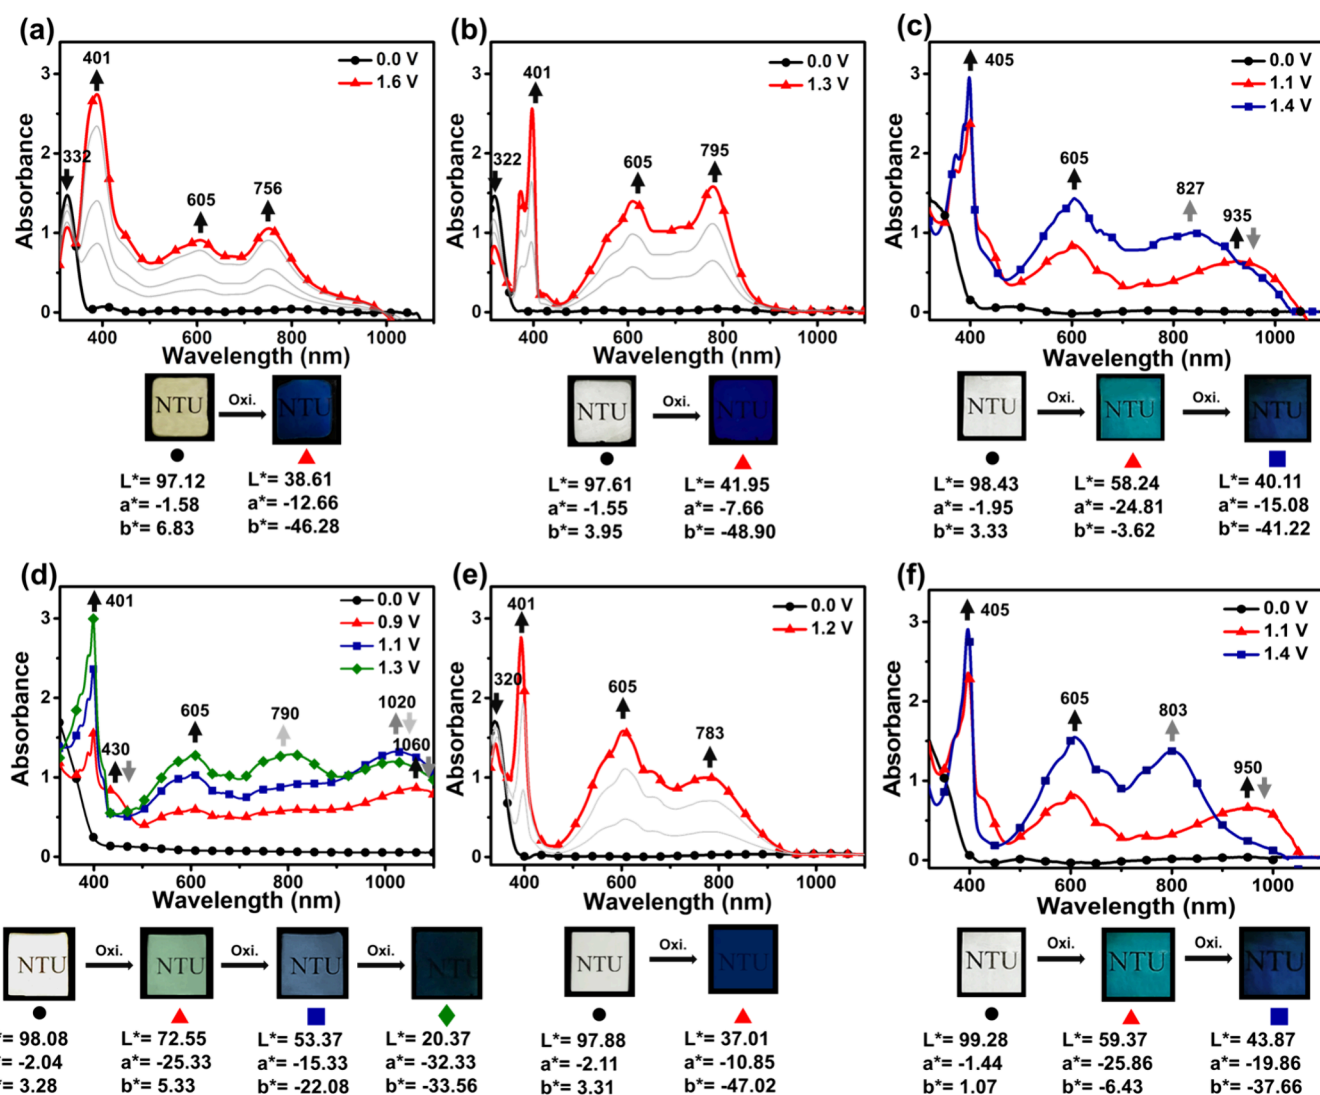 (a)
401
0.0 V
1.6 V
332
605
756
3
2
1
0
Absorbance
400 600 800 1000
Wavelength (nm)
NTU
Oxi.
NTU
L*= 97.12
a*= -1.58
b*= 6.83
L*= 38.61
a*= -12.66
b*= -46.28
(b)
401
0.0 V
1.3 V
322
605
795
3
2
1
0
Absorbance
400 600 800 1000
Wavelength (nm)
NTU
Oxi.
NTU
L*= 97.61
a*= -1.55
b*= 3.95
L*= 41.95
a*= -7.66
b*= -48.90
(c)
405
0.0 V
1.1 V
1.4 V
605
827
935
3
2
1
0
Absorbance
400 600 800 1000
Wavelength (nm)
NTU
Oxi.
NTU
Oxi.
NTU
L*= 98.43
a*= -1.95
b*= 3.33
L*= 58.24
a*= -24.81
b*= -3.62
L*= 40.11
a*= -15.08
b*= -41.22
(d)
401
0.0 V
0.9 V
1.1 V
1.3 V
430
605
790
1020
1060
3
2
1
0
Absorbance
400 600 800 1000
Wavelength (nm)
NTU
Oxi.
NTU
Oxi.
NTU
Oxi.
NTU
*= 98.08
*= -2.04
*= 3.28
L*= 72.55
a*= -25.33
b*= 5.33
L*= 53.37
a*= -15.33
b*= -22.08
L*= 20.37
a*= -32.33
b*= -33.56
(e)
401
0.0 V
1.2 V
320
605
783
3
2
1
0
Absorbance
400 600 800 1000
Wavelength (nm)
NTU
Oxi.
NTU
L*= 97.88
a*= -2.11
b*= 3.31
L*= 37.01
a*= -10.85
b*= -47.02
(f)
405
0.0 V
1.1 V
1.4 V
605
803
950
3
2
1
0
Absorbance
400 600 800 1000
Wavelength (nm)
NTU
Oxi.
NTU
Oxi.
NTU
L*= 99.28
a*= -1.44
b*= 1.07
L*= 59.37
a*= -25.86
b*= -6.43
L*= 43.87
a*= -19.86
b*= -37.66